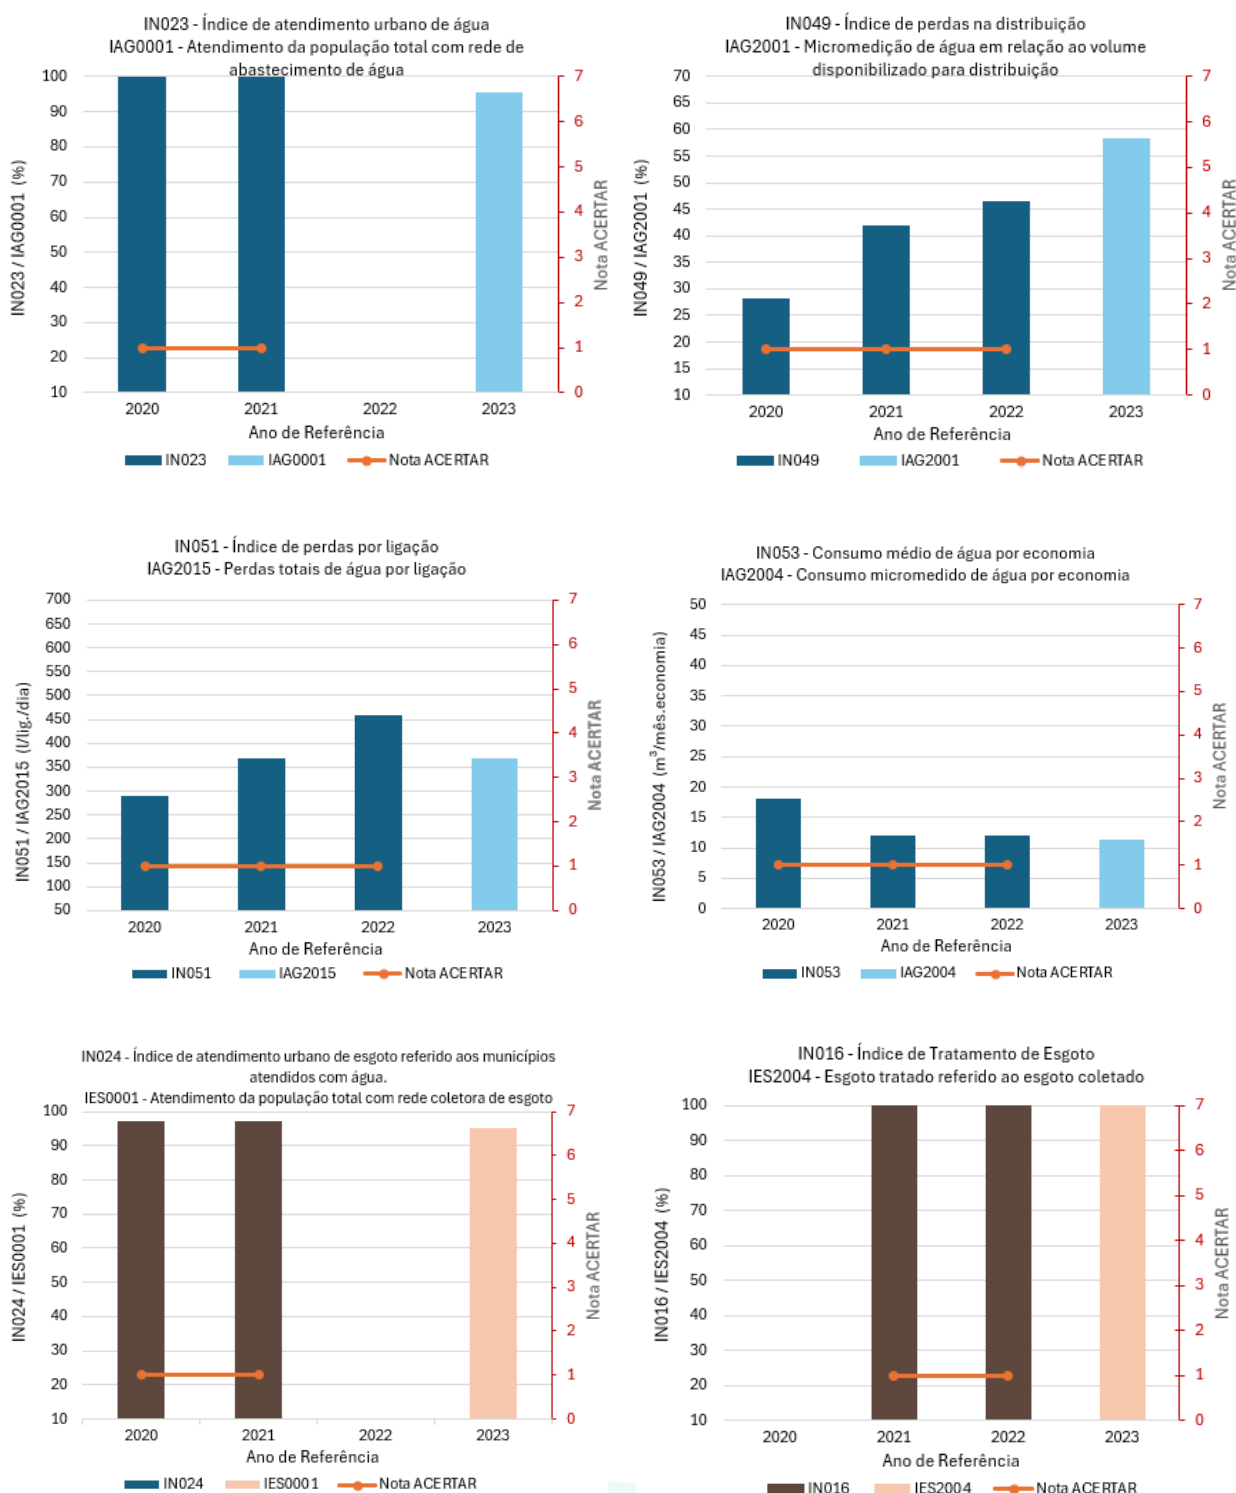 IN023 - Índice de atendimento urbano de água
IAG0001 - Atendimento da população total com rede de
abastecimento de água
100
90
80
70
60
50
40
30
20
10
IN023 / IAG0001 (%)
7
6
5
4
3
2
1
0
Nota ACERTAR
2020 2021 2022 2023
Ano de Referência
IN023 IAG0001 Nota ACERTAR
IN049 - Índice de perdas na distribuição
IAG2001 - Micromedição de água em relação ao volume
disponibilizado para distribuição
70
65
60
55
50
45
40
35
30
25
20
15
10
IN049 / IAG2001 (%)
7
6
5
4
3
2
1
0
Nota ACERTAR
2020 2021 2022 2023
Ano de Referência
IN049 IAG2001 Nota ACERTAR
IN051 - Índice de perdas por ligação
IAG2015 - Perdas totais de água por ligação
700
650
600
550
500
450
400
350
300
250
200
150
100
50
IN051 / IAG2015 (l/lig./dia)
7
6
5
4
3
2
1
0
Nota ACERTAR
2020 2021 2022 2023
Ano de Referência
IN051 IAG2015 Nota ACERTAR
IN053 - Consumo médio de água por economia
IAG2004 - Consumo micromedido de água por economia
50
45
40
35
30
25
20
15
10
5
0
IN053 / IAG2004 (m³/mês.economia)
7
6
5
4
3
2
1
0
Nota ACERTAR
2020 2021 2022 2023
Ano de Referência
IN053 IAG2004 Nota ACERTAR
IN024 - Índice de atendimento urbano de esgoto referido aos municípios
atendidos com água.
IES0001 - Atendimento da população total com rede coletora de esgoto
100
90
80
70
60
50
40
30
20
10
IN024 / IES0001 (%)
7
6
5
4
3
2
1
0
Nota ACERTAR
2020 2021 2022 2023
Ano de Referência
IN024 IES0001 Nota ACERTAR
IN016 - Índice de Tratamento de Esgoto
IES2004 - Esgoto tratado referido ao esgoto coletado
100
90
80
70
60
50
40
30
20
10
IN016 / IES2004 (%)
7
6
5
4
3
2
1
0
Nota ACERTAR
2020 2021 2022 2023
Ano de Referência
IN016 IES2004 Nota ACERTAR